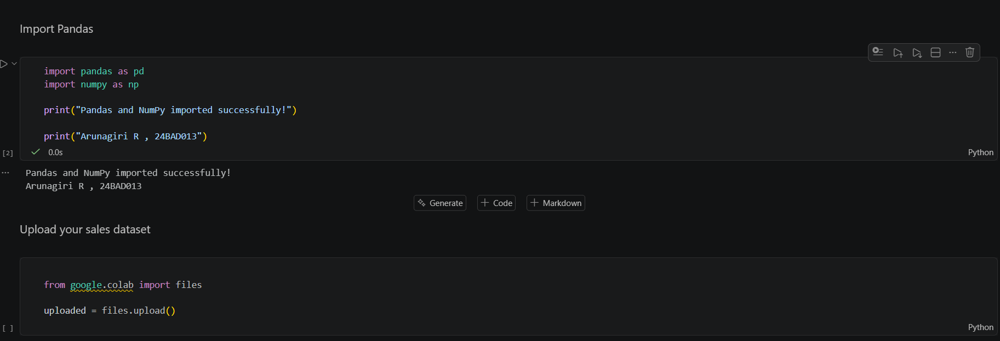 Import Pandas
import pandas as pd
import numpy as np
print("Pandas and NumPy imported successfully!")
print("Arunagiri R , 24BAD013")
[2]
0.0s
Python
Pandas and NumPy imported successfully!
Arunagiri R , 24BAD013
Generate
Code
Markdown
Upload your sales dataset
from google.colab import files
uploaded = files.upload()
[ ]
Python